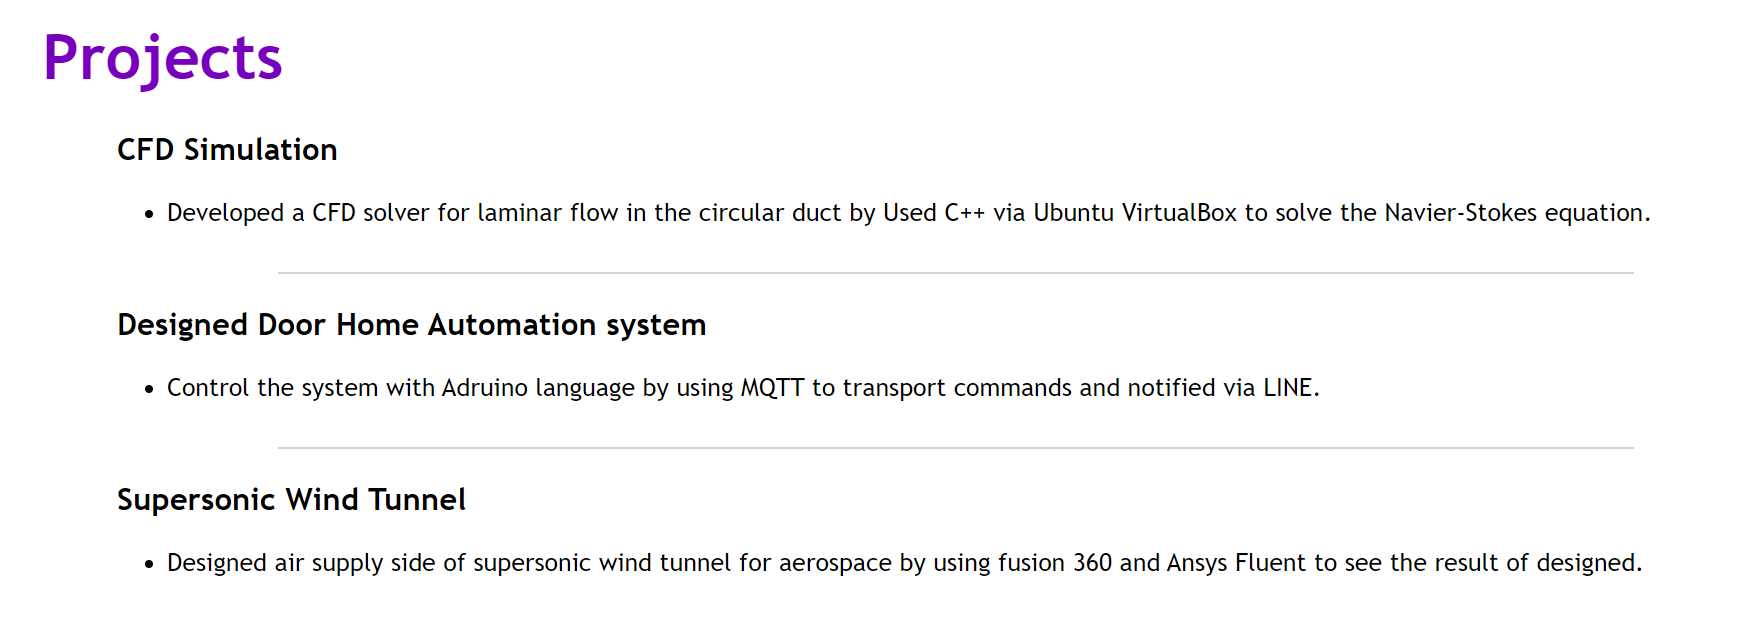 Projects
CFD Simulation
• Developed a CFD solver for laminar flow in the circular duct by Used C++ via Ubuntu VirtualBox to solve the Navier-Stokes equation.
Designed Door Home Automation system
• Control the system with Adruino language by using MQTT to transport commands and notified via LINE.
Supersonic Wind Tunnel
• Designed air supply side of supersonic wind tunnel for aerospace by using fusion 360 and Ansys Fluent to see the result of designed.